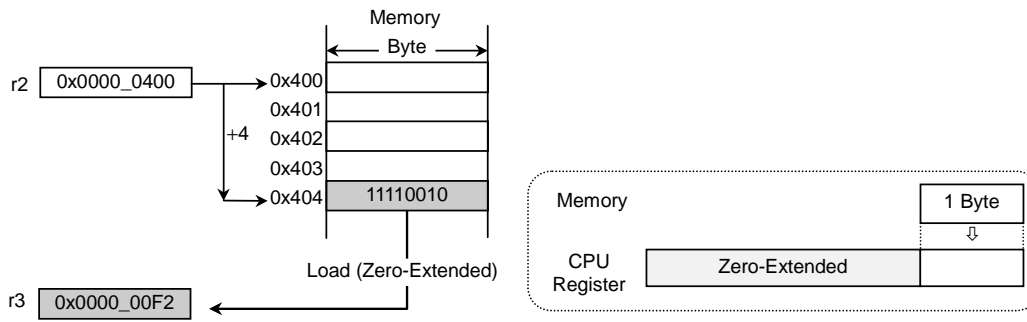 Memory
Byte
r2
0x0000_0400
0x400
0x401
+4
0x402
0x403
0x404
11110010
Load (Zero-Extended)
r3
0x0000_00F2
Memory
1 Byte
⇩
CPU
Register
Zero-Extended